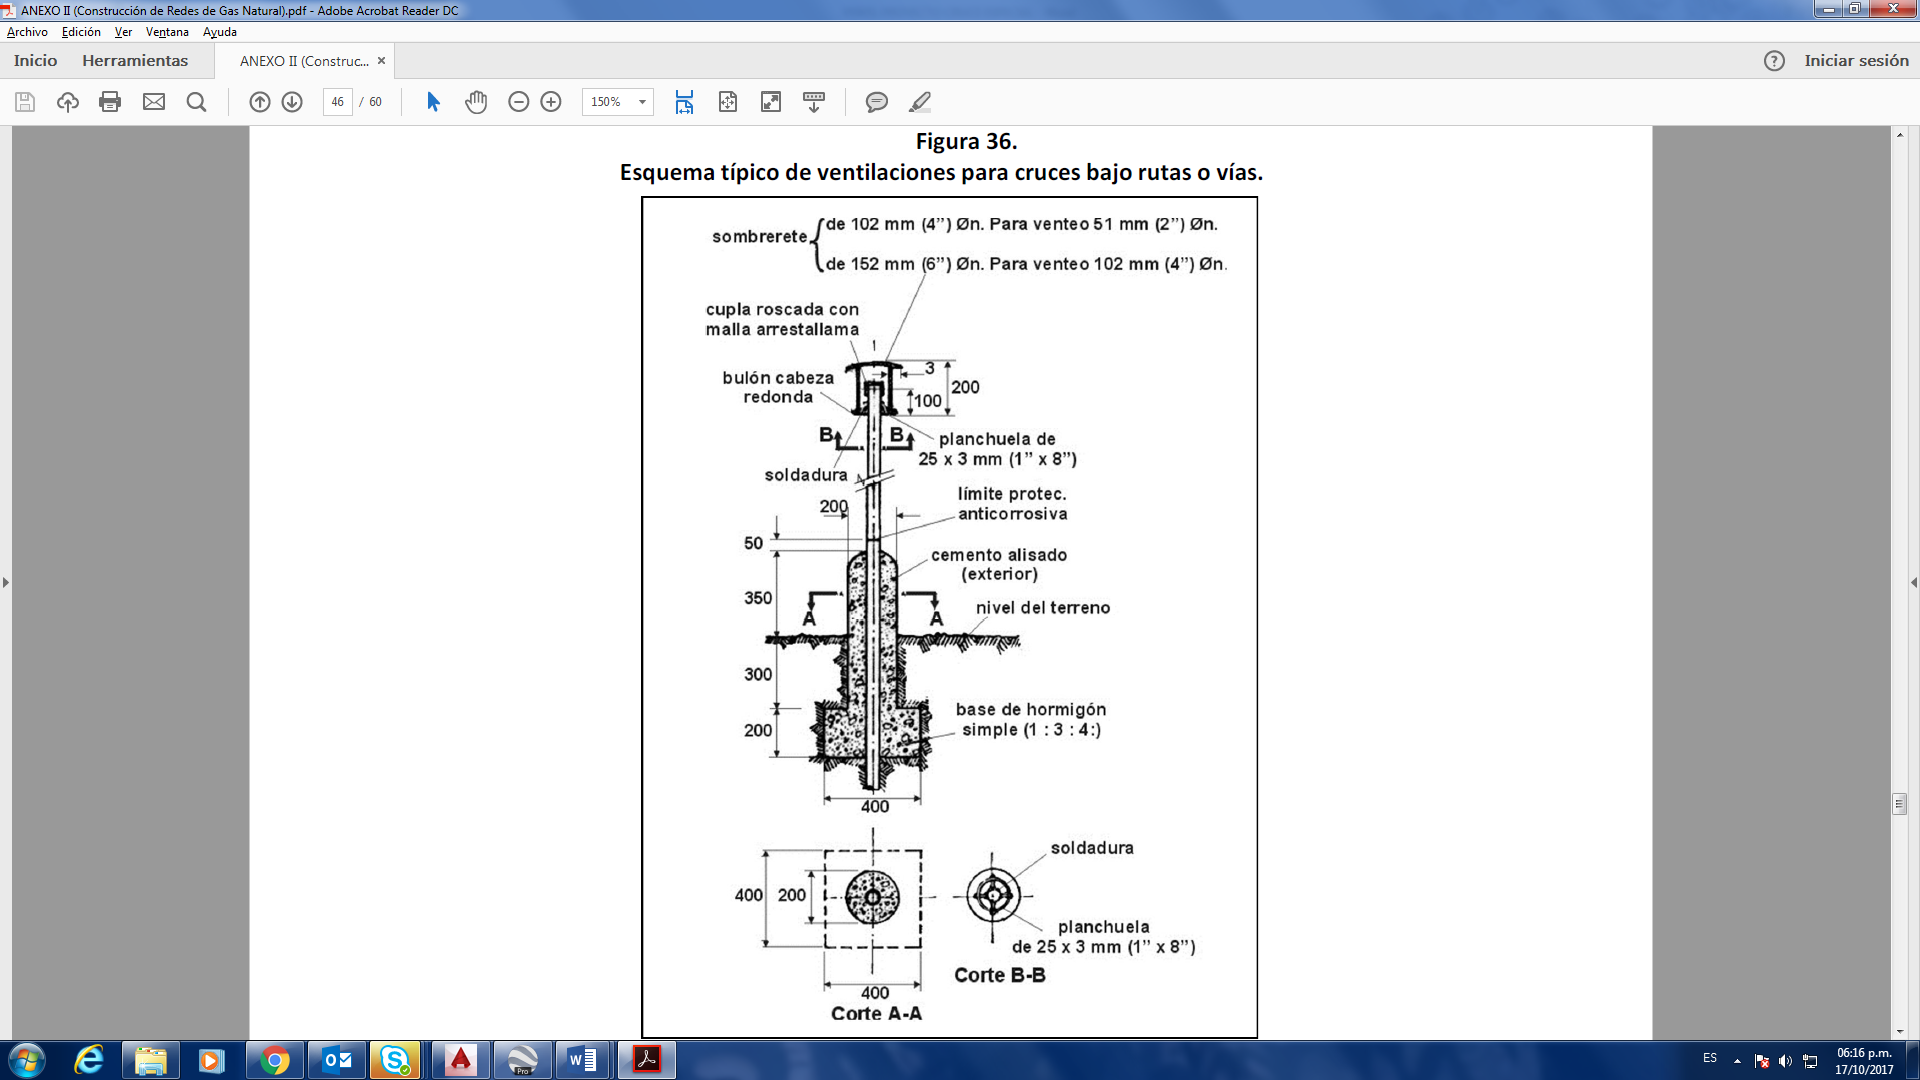 ANEXO II (Construcción de Redes de Gas Natural).pdf - Adobe Acrobat Reader DC
Archivo Edición Ver Ventana Ayuda
Inicio Herramientas ANEXO II (Construc... × ? Iniciar sesión
46 / 60 150%
Figura 36.
Esquema típico de ventilaciones para cruces bajo rutas o vías.
sombrerete
de 102 mm (4”) Øn. Para venteo 51 mm (2”) Øn.
de 152 mm (6”) Øn. Para venteo 102 mm (4”) Øn.
cupla roscada con
malla arrestallama
3
bulón cabeza
redonda
200
100
B B
planchuela de
25 x 3 mm (1” x 8”)
soldadura
límite protec.
anticorrosiva
200
50
cemento alisado
(exterior)
350
nivel del terreno
A A
300
base de hormigón
simple (1 : 3 : 4:)
200
400
soldadura
400 200
planchuela
de 25 x 3 mm (1” x 8”)
Corte B-B
400
Corte A-A
Pro
ES
06:16 p.m.
17/10/2017